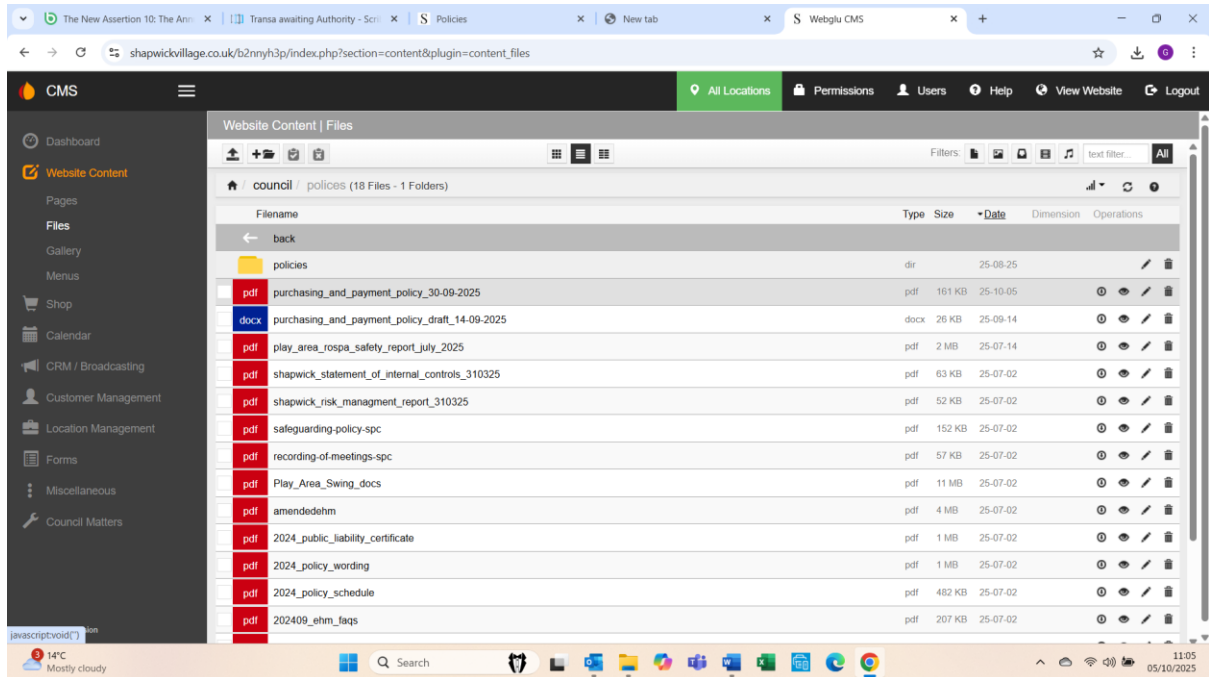 The New Assertion 10: The Ann
Transa awaiting Authority - Scri
S Policies
New tab
S Webglu CMS
shapwickvillage.co.uk/b2nnyh3p/index.php?section=content&plugin=content_files
G
CMS
All Locations Permissions Users Help View Website Logout
Website Content | Files
Dashboard
Website Content
Pages
Files
Gallery
Menus
Shop
Calendar
CRM / Broadcasting
Customer Management
Location Management
Forms
Miscellaneous
Council Matters
Filters: text filter... All
/ council / polices (18 Files - 1 Folders)
Filename Type Size Date Dimension Operations
back
policies dir 25-08-25
pdf purchasing_and_payment_policy_30-09-2025 pdf 161 KB 25-10-05
docx purchasing_and_payment_policy_draft_14-09-2025 docx 26 KB 25-09-14
pdf play_area_rospa_safety_report_july_2025 pdf 2 MB 25-07-14
pdf shapwick_statement_of_internal_controls_310325 pdf 63 KB 25-07-02
pdf shapwick_risk_managment_report_310325 pdf 52 KB 25-07-02
pdf safeguarding-policy-spc pdf 152 KB 25-07-02
pdf recording-of-meetings-spc pdf 57 KB 25-07-02
pdf Play_Area_Swing_docs pdf 11 MB 25-07-02
pdf amendedehm pdf 4 MB 25-07-02
pdf 2024_public_liability_certificate pdf 1 MB 25-07-02
pdf 2024_policy_wording pdf 1 MB 25-07-02
pdf 2024_policy_schedule pdf 482 KB 25-07-02
pdf 202409_ehm_faqs pdf 207 KB 25-07-02
javascript:void('')
3 14°C
Mostly cloudy
Search
11:05
05/10/2025